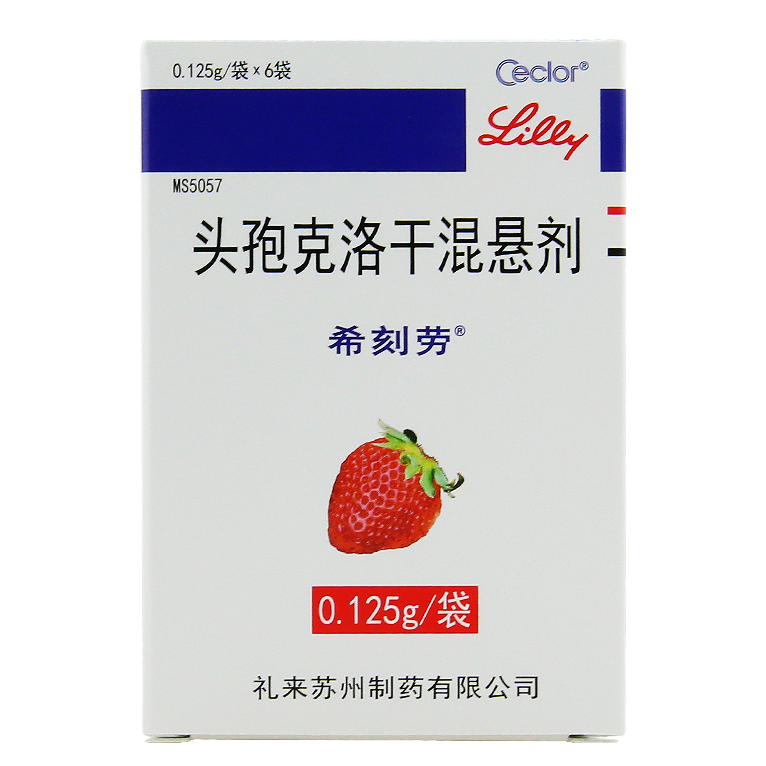 0.125g/袋×6袋
Ceclor®
Lilly
MS5057
头孢克洛干混悬剂
希刻劳®
0.125g/袋
礼来苏州制药有限公司